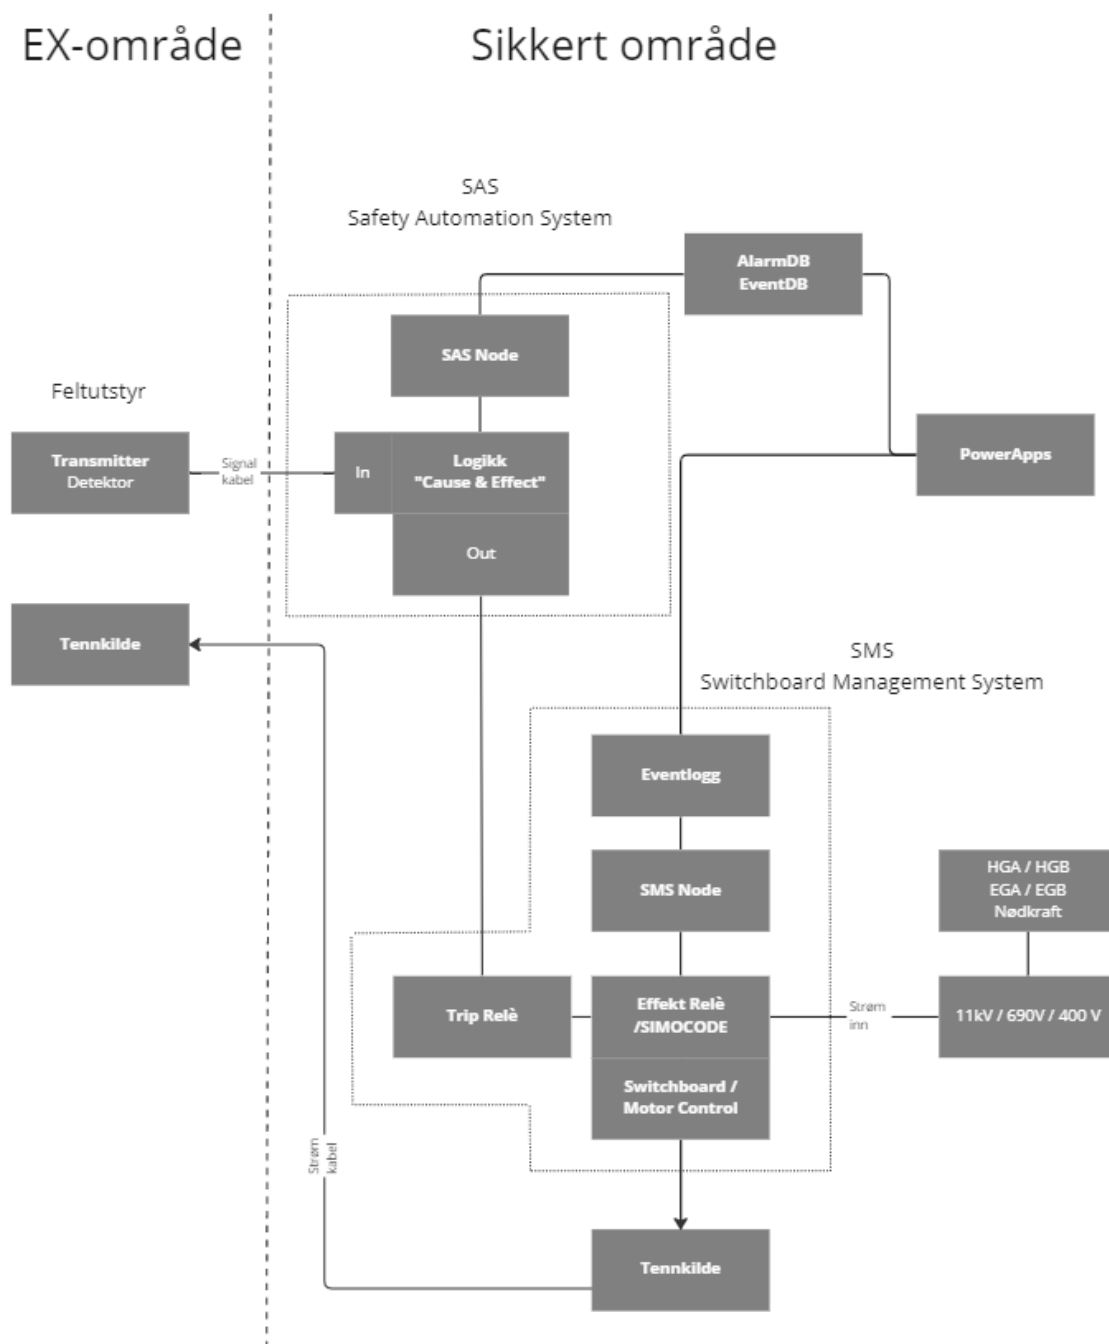 EX-område
Sikkert område
SAS
Safety Automation System
AlarmDB
EventDB
SAS Node
Feltutstyr
Transmitter
Detektor
Signal
kabel
In
Logikk
"Cause & Effect"
PowerApps
Out
Tennkilde
SMS
Switchboard Management System
Eventlogg
SMS Node
HGA / HGB
EGA / EGB
Nødkraft
Trip Relè
Effekt Relè
/SIMOCODE
Strøm
inn
11kV / 690V / 400 V
Switchboard /
Motor Control
Strøm
kabel
Tennkilde